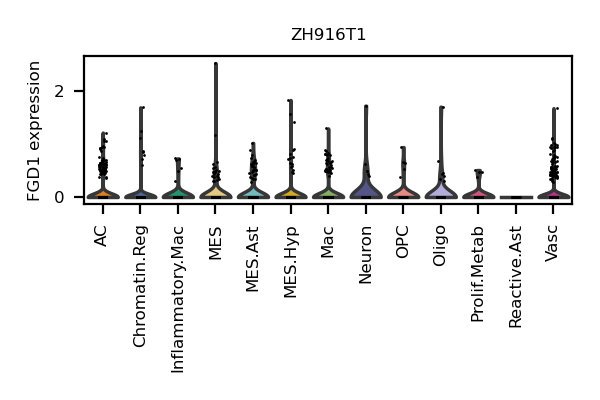 ZH916T1
FGD1 expression
2
0
AC
Chromatin.Reg
Inflammatory.Mac
MES
MES.Ast
MES.Hyp
Mac
Neuron
OPC
Oligo
Prolif.Metab
Reactive.Ast
Vasc